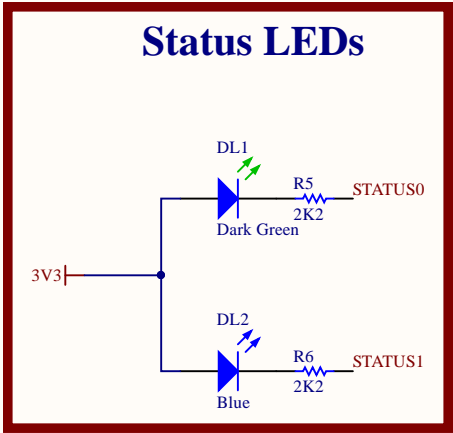 Status LEDs
DL1
R5
STATUS0
2K2
Dark Green
3V3
DL2
R6
STATUS1
2K2
Blue